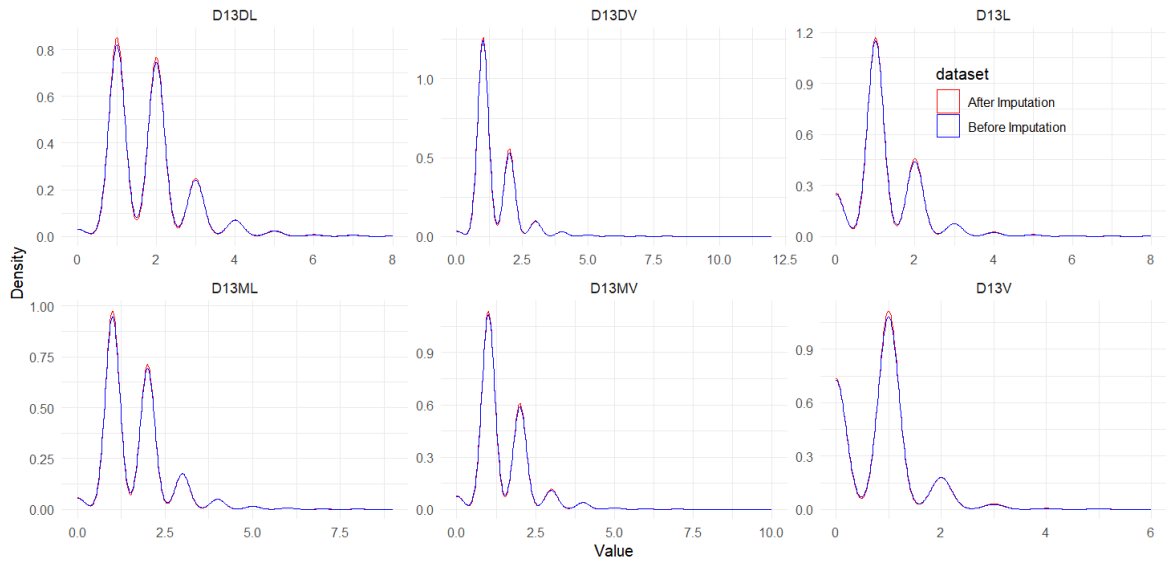 D13DL D13DV D13L
0.8
0.6
0.4
0.2
0.0
0 2 4 6 8
1.0
0.5
0.0
0.0 2.5 5.0 7.5 10.0 12.5
1.2
0.9
0.6
0.3
0.0
0 2 4 6 8
dataset
After Imputation
Before Imputation
Density
D13ML D13MV D13V
1.00
0.75
0.50
0.25
0.00
0.0 2.5 5.0 7.5
0.9
0.6
0.3
0.0
0.0 2.5 5.0 7.5 10.0
0.9
0.6
0.3
0.0
0 2 4 6
Value